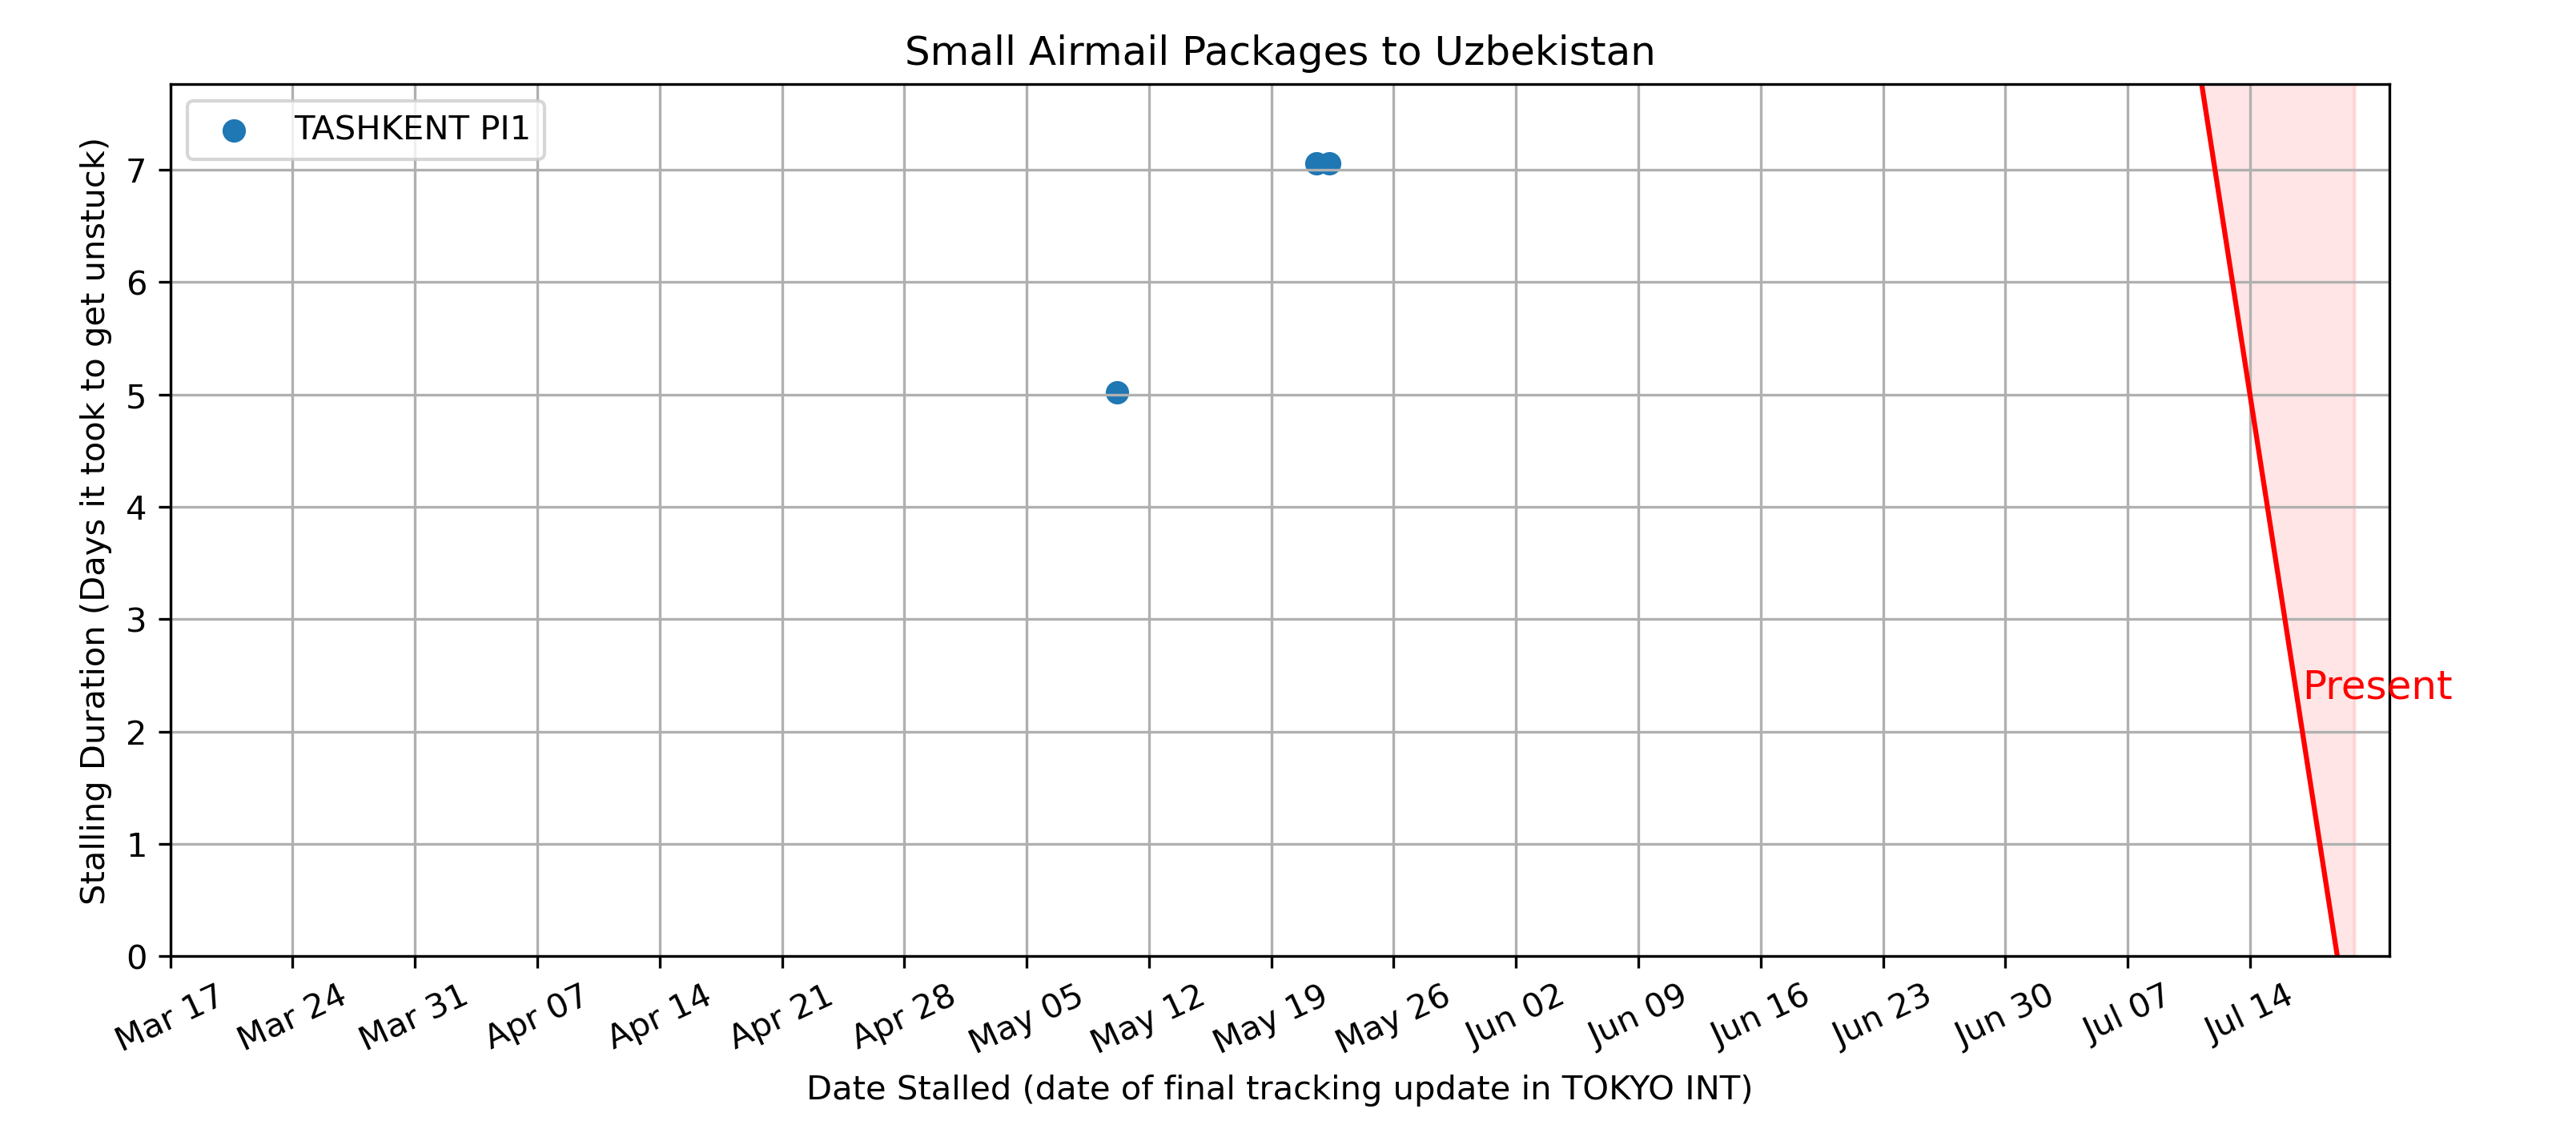 Small Airmail Packages to Uzbekistan
TASHKENT PI1
Stalling Duration (Days it took to get unstuck)
7
6
5
4
3
2
1
0
Present
Mar 17
Mar 24
Mar 31
Apr 07
Apr 14
Apr 21
Apr 28
May 05
May 12
May 19
May 26
Jun 02
Jun 09
Jun 16
Jun 23
Jun 30
Jul 07
Jul 14
Date Stalled (date of final tracking update in TOKYO INT)